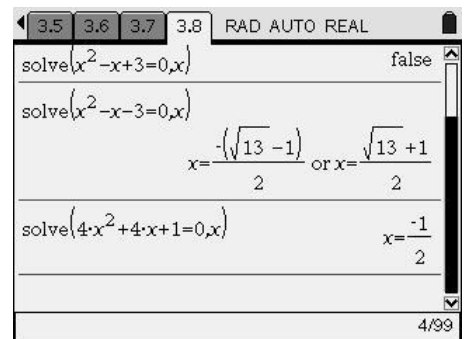 3.5 3.6 3.7 3.8 RAD AUTO REAL
solve(x²-x+3=0,x) false
solve(x²-x-3=0,x)
x=-(√13 -1)/2 or x=(√13 +1)/2
solve(4·x²+4·x+1=0,x) x=-1/2
4/99